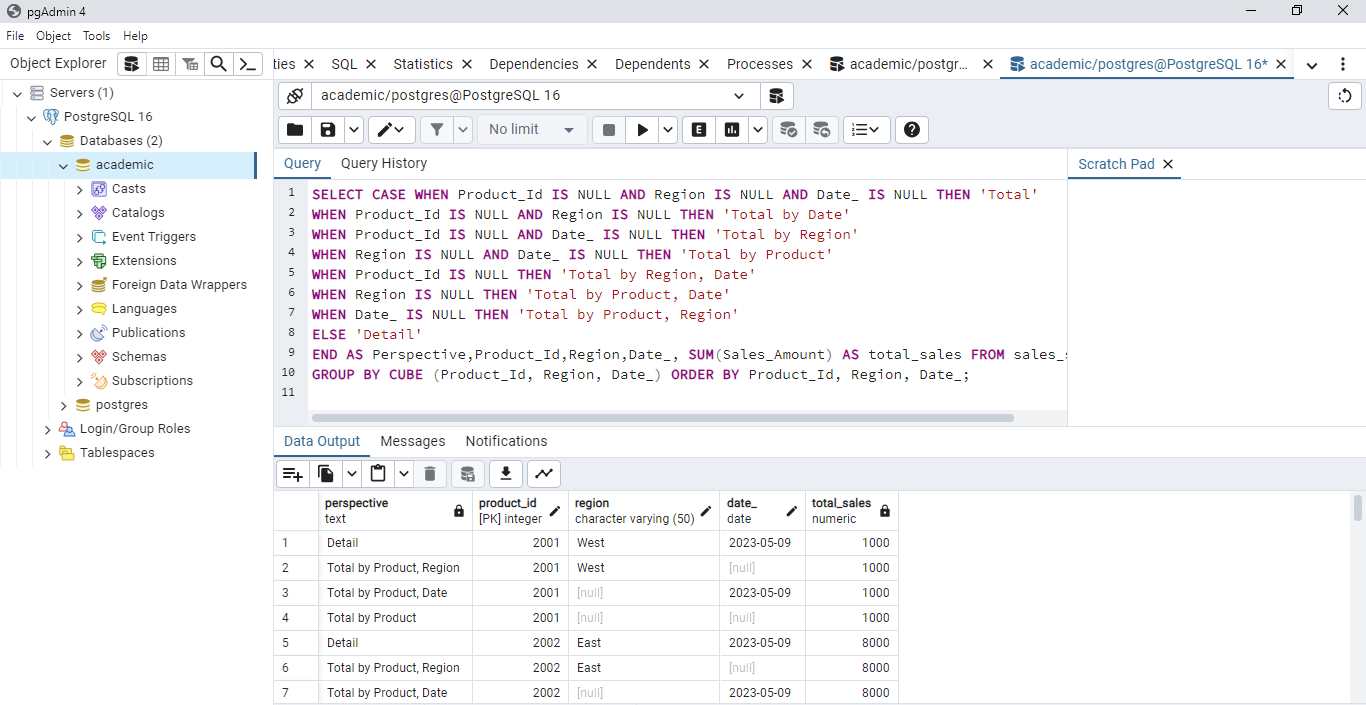 pgAdmin 4
File Object Tools Help
Object Explorer
ties SQL Statistics Dependencies Dependents Processes academic/postgr... academic/postgres@PostgreSQL 16*
Servers (1)
PostgreSQL 16
Databases (2)
academic
Casts
Catalogs
Event Triggers
Extensions
Foreign Data Wrappers
Languages
Publications
Schemas
Subscriptions
postgres
Login/Group Roles
Tablespaces
academic/postgres@PostgreSQL 16
No limit
E
Query Query History
Scratch Pad
1 SELECT CASE WHEN Product_Id IS NULL AND Region IS NULL AND Date_ IS NULL THEN 'Total'
2 WHEN Product_Id IS NULL AND Region IS NULL THEN 'Total by Date'
3 WHEN Product_Id IS NULL AND Date_ IS NULL THEN 'Total by Region'
4 WHEN Region IS NULL AND Date_ IS NULL THEN 'Total by Product'
5 WHEN Product_Id IS NULL THEN 'Total by Region, Date'
6 WHEN Region IS NULL THEN 'Total by Product, Date'
7 WHEN Date_ IS NULL THEN 'Total by Product, Region'
8 ELSE 'Detail'
9 END AS Perspective,Product_Id,Region,Date_, SUM(Sales_Amount) AS total_sales FROM sales_
10 GROUP BY CUBE (Product_Id, Region, Date_) ORDER BY Product_Id, Region, Date_;
11
Data Output Messages Notifications
perspective product_id region date_ total_sales
text [PK] integer character varying (50) date numeric
1 Detail 2001 West 2023-05-09 1000
2 Total by Product, Region 2001 West [null] 1000
3 Total by Product, Date 2001 [null] 2023-05-09 1000
4 Total by Product 2001 [null] [null] 1000
5 Detail 2002 East 2023-05-09 8000
6 Total by Product, Region 2002 East [null] 8000
7 Total by Product, Date 2002 [null] 2023-05-09 8000